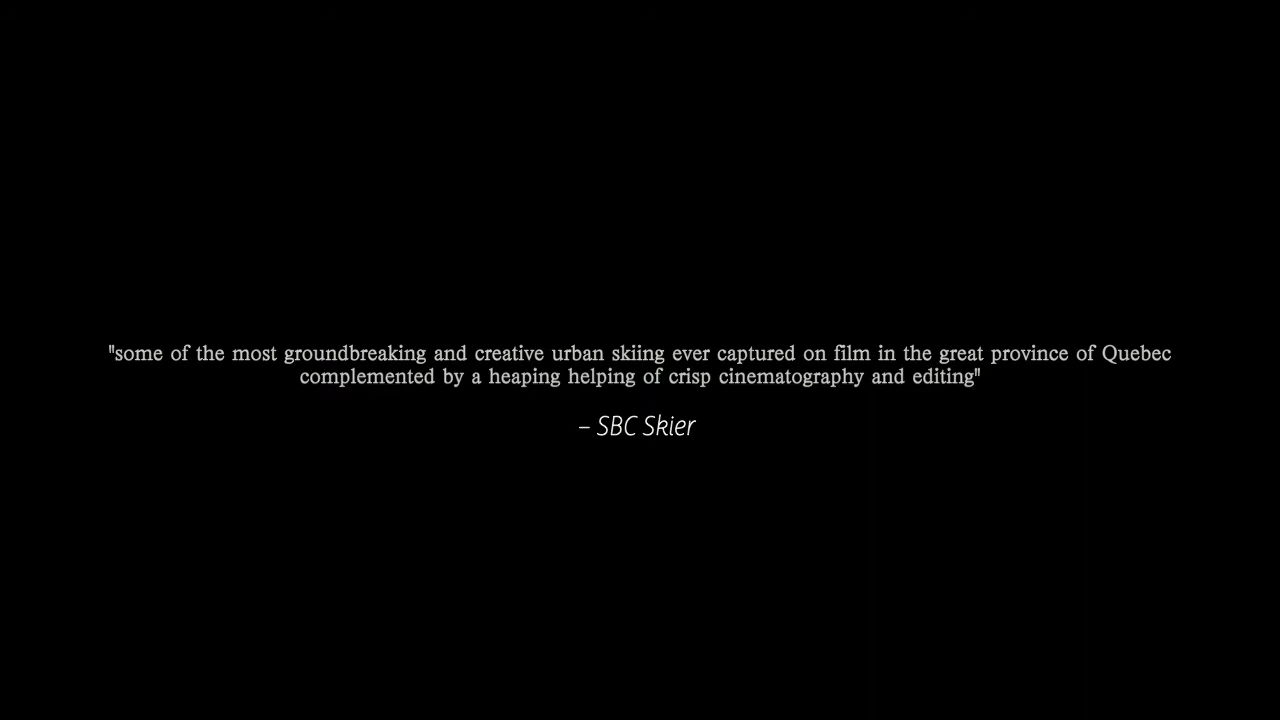 "some of the most groundbreaking and creative urban skiing ever captured on film in the great province of Quebec
complemented by a heaping helping of crisp cinematography and editing"
– SBC Skier